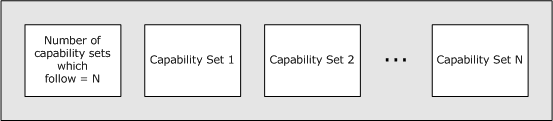 Number of
capability sets
which
follow = N
Capability Set 1
Capability Set 2
...
Capability Set N